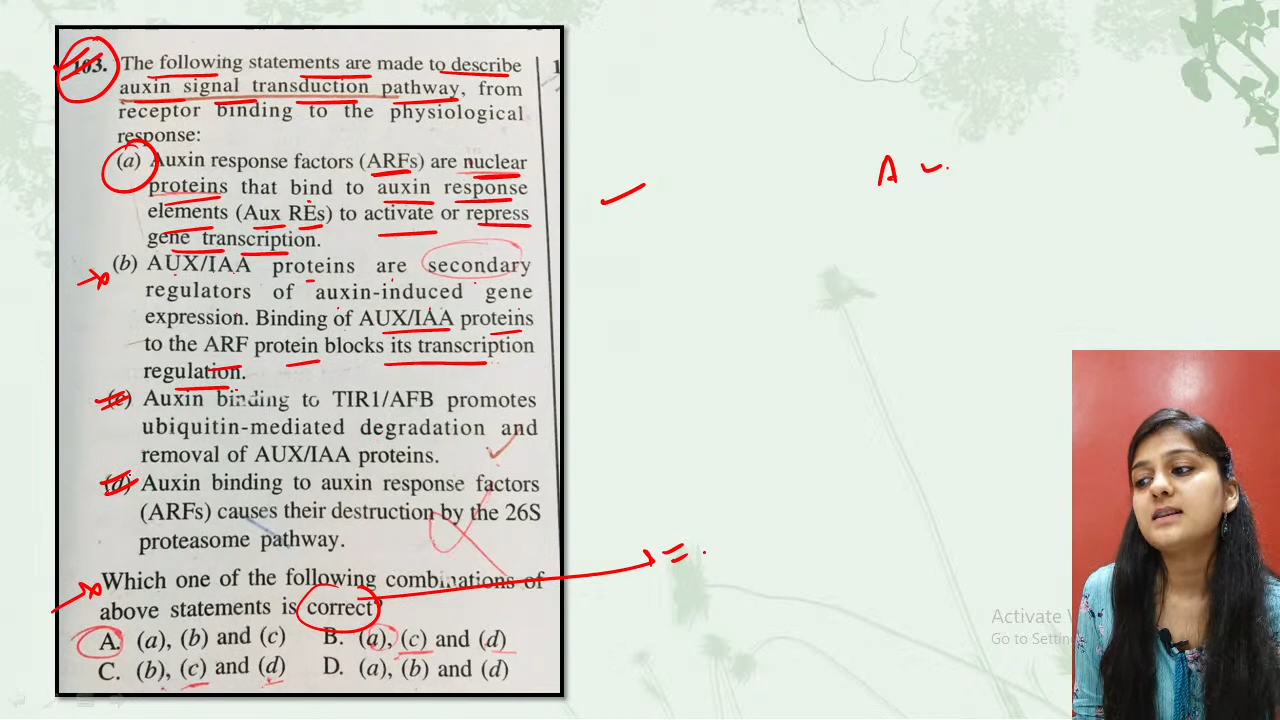 103. The following statements are made to describe
auxin signal transduction pathway, from
receptor binding to the physiological
response:
(a) Auxin response factors (ARFs) are nuclear
proteins that bind to auxin response
elements (Aux REs) to activate or repress
gene transcription.
(b) AUX/IAA proteins are secondary
regulators of auxin-induced gene
expression. Binding of AUX/IAA proteins
to the ARF protein blocks its transcription
regulation.
(c) Auxin binding to TIR1/AFB promotes
ubiquitin-mediated degradation and
removal of AUX/IAA proteins.
(d) Auxin binding to auxin response factors
(ARFs) causes their destruction by the 26S
proteasome pathway.
Which one of the following combinations of
above statements is correct?
A. (a), (b) and (c) B. (a), (c) and (d)
C. (b), (c) and (d) D. (a), (b) and (d)
1
A
=
Activate
Go to Settin